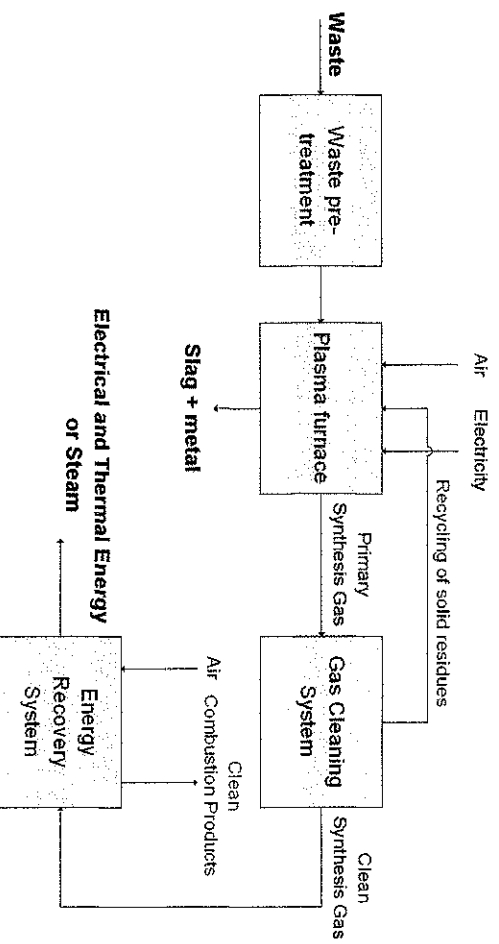 Waste
Waste pre-
treatment
Air
Electricity
Plasma furnace
Slag + metal
Recycling of solid residues
Primary
Synthesis Gas
Gas Cleaning
System
Clean
Synthesis Gas
Air
Clean
Combustion Products
Energy
Recovery
System
Electrical and Thermal Energy
or Steam